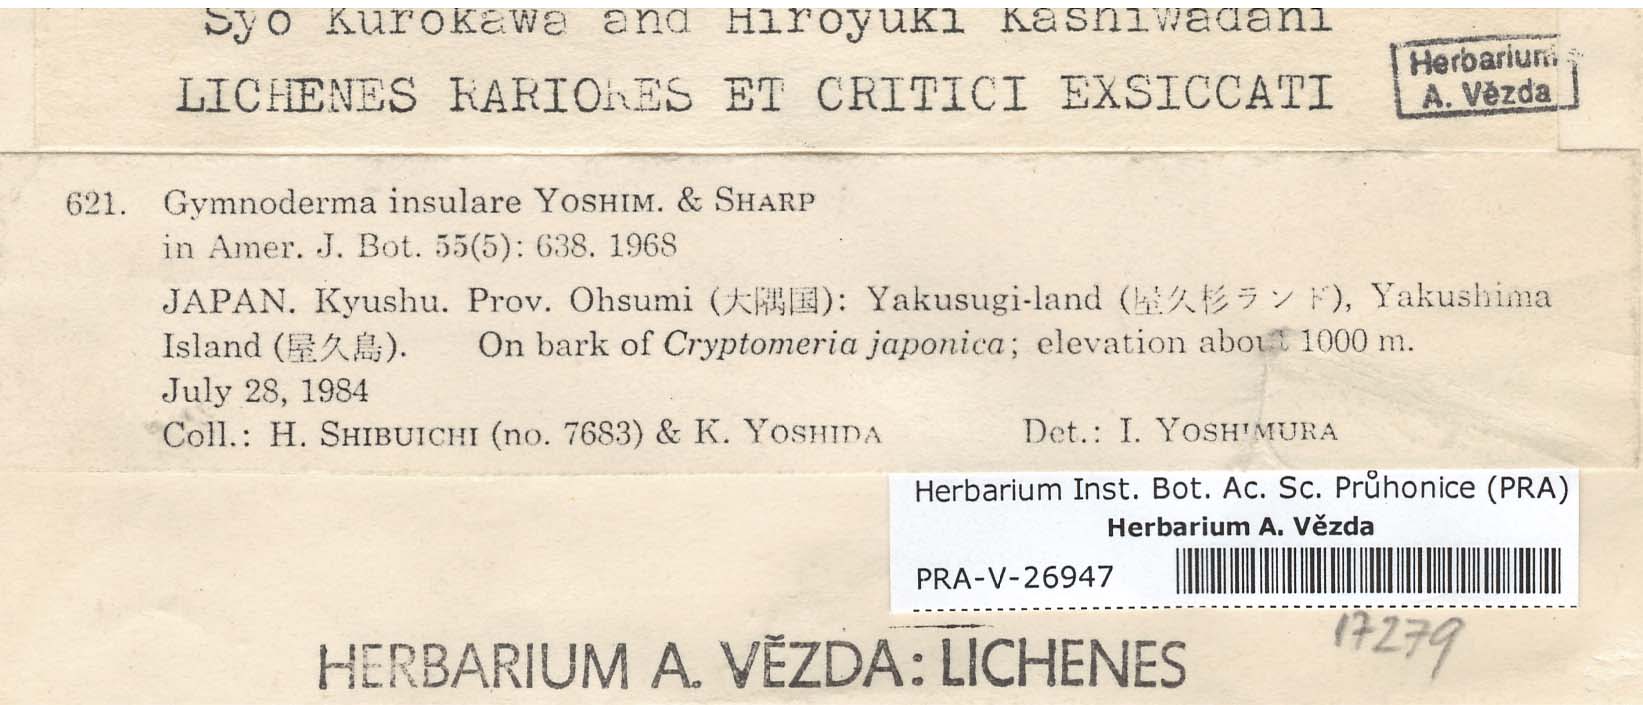 Syo Kurokawa and Hiroyuki Kashiwadani
LICHENES RARIORES ET CRITICI EXSICCATI
Herbarium
A. Vězda
621. Gymnoderma insulare YOSHIM. & SHARP
in Amer. J. Bot. 55(5): 638. 1968
JAPAN. Kyushu. Prov. Ohsumi (大隅国): Yakusugi-land (屋久杉ランド), Yakushima
Island (屋久島). On bark of Cryptomeria japonica; elevation about 1000 m.
July 28, 1984
Coll.: H. SHIBUICHI (no. 7683) & K. YOSHIDA Det.: I. YOSHIMURA
Herbarium Inst. Bot. Ac. Sc. Průhonice (PRA)
Herbarium A. Vězda
PRA-V-26947
17279
HERBARIUM A. VĚZDA: LICHENES